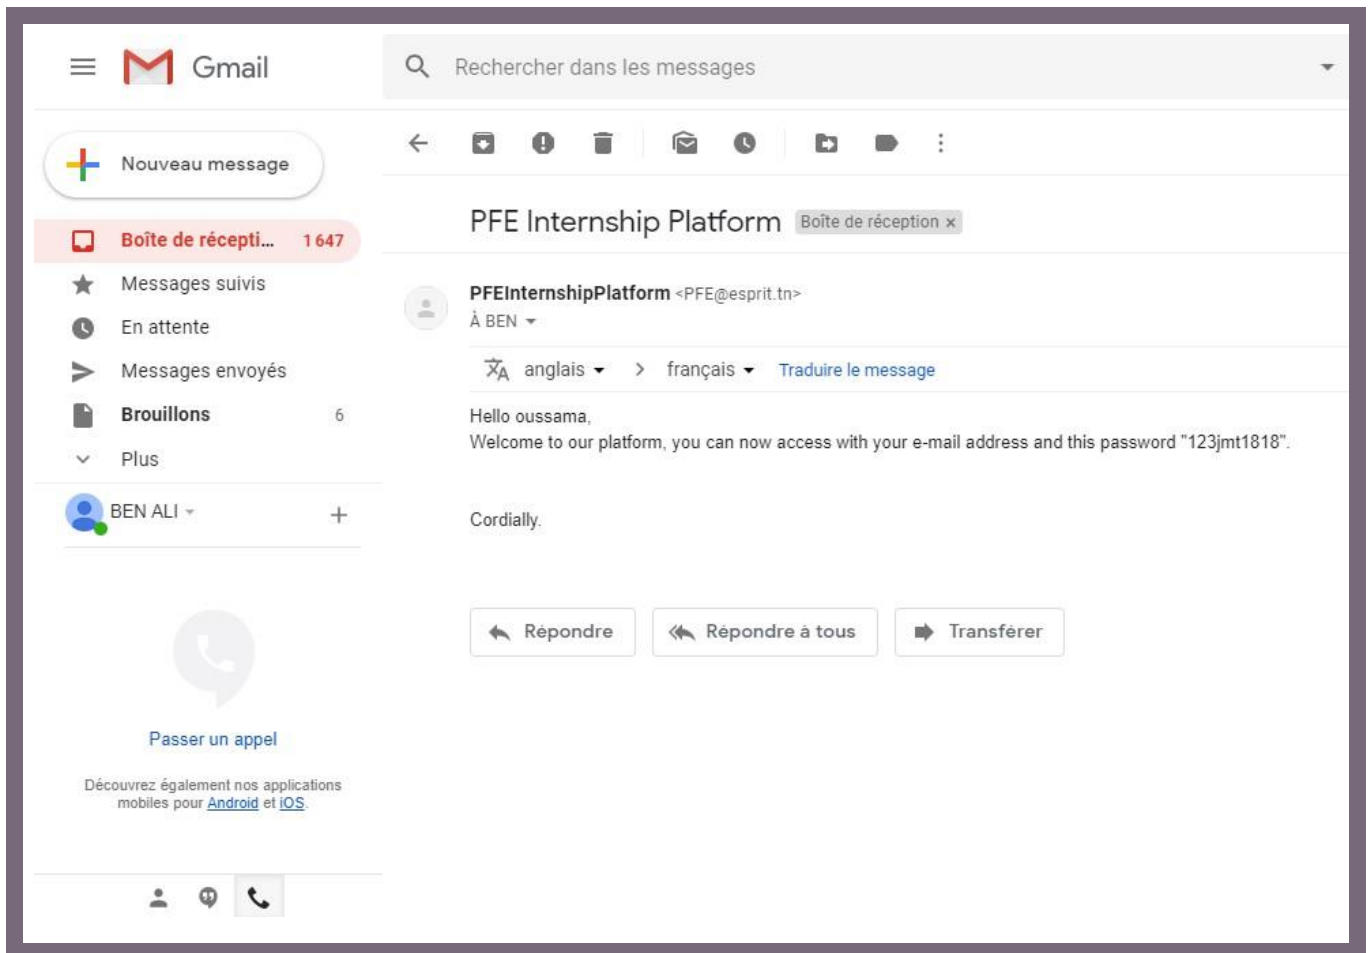 Gmail
Rechercher dans les messages
Nouveau message
PFE Internship Platform Boîte de réception ×
Boîte de récepti... 1 647
Messages suivis
En attente
Messages envoyés
Brouillons 6
Plus
BEN ALI
PFEInternshipPlatform <PFE@esprit.tn>
À BEN
anglais > français Traduire le message
Hello oussama,
Welcome to our platform, you can now access with your e-mail address and this password "123jmt1818".
Cordially.
Répondre Répondre à tous Transférer
Passer un appel
Découvrez également nos applications
mobiles pour Android et iOS.